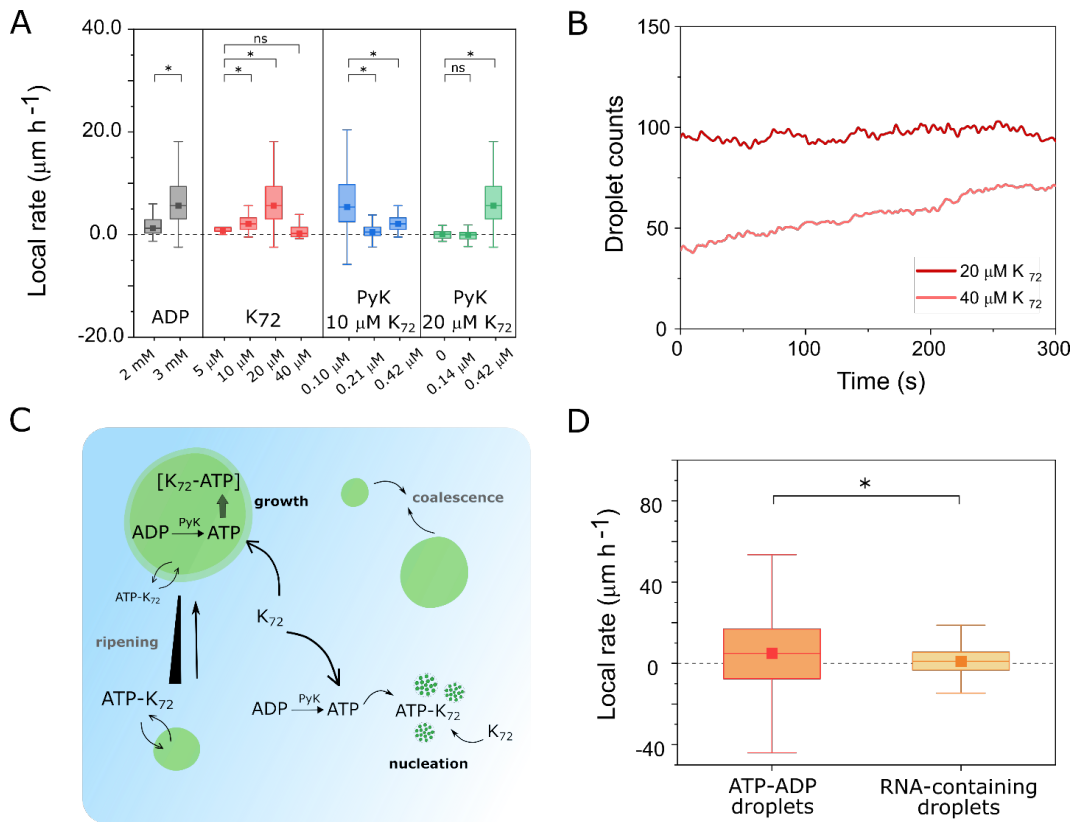 A
Local rate (µm h⁻¹)
40.0
20.0
0.0
-20.0
*
ns
*
*
*
*
*
ns
ADP
K₇₂
PyK
10 µM K₇₂
PyK
20 µM K₇₂
2 mM
3 mM
5 µM
10 µM
20 µM
40 µM
0.10 µM
0.21 µM
0.42 µM
0
0.14 µM
0.42 µM
B
Droplet counts
150
100
50
0
20 µM K ₇₂
40 µM K ₇₂
0
100
200
300
Time (s)
C
[K₇₂-ATP]
growth
PyK
ADP → ATP
ATP-K₇₂
ripening
ATP-K₇₂
coalescence
K₇₂
PyK
ADP → ATP
ATP-K₇₂
K₇₂
nucleation
D
Local rate (µm h⁻¹)
80
40
0
-40
*
ATP-ADP
droplets
RNA-containing
droplets